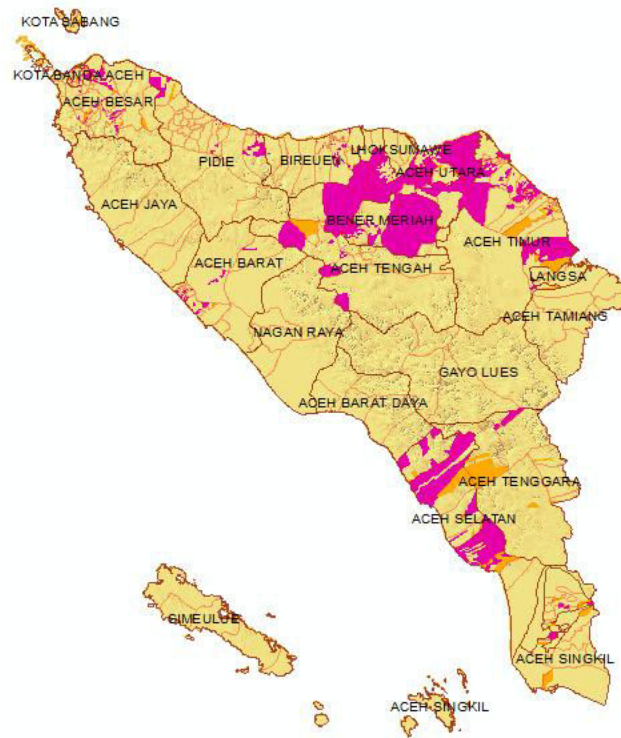 KOTA SABANG
KOTA BANDA ACEH
ACEH BESAR
PIDIE
BIREUEN
LHOKSUMAWE
ACEH UTARA
ACEH JAYA
BENER MERIAH
ACEH TIMUR
ACEH BARAT
ACEH TENGAH
LANGSA
ACEH TAMIANG
NAGAN RAYA
GAYO LUES
ACEH BARAT DAYA
ACEH TENGGARA
ACEH SELATAN
SIMEULUE
ACEH SINGKIL
ACEH SINGKIL